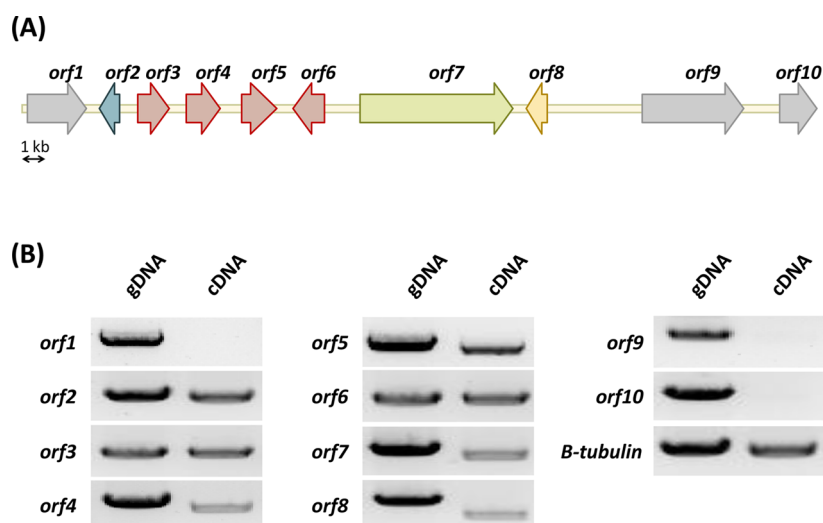 (A)
orf1 orf2 orf3 orf4 orf5 orf6 orf7 orf8 orf9 orf10
1 kb
(B)
gDNA cDNA
orf1
orf2
orf3
orf4
gDNA cDNA
orf5
orf6
orf7
orf8
gDNA cDNA
orf9
orf10
B-tubulin